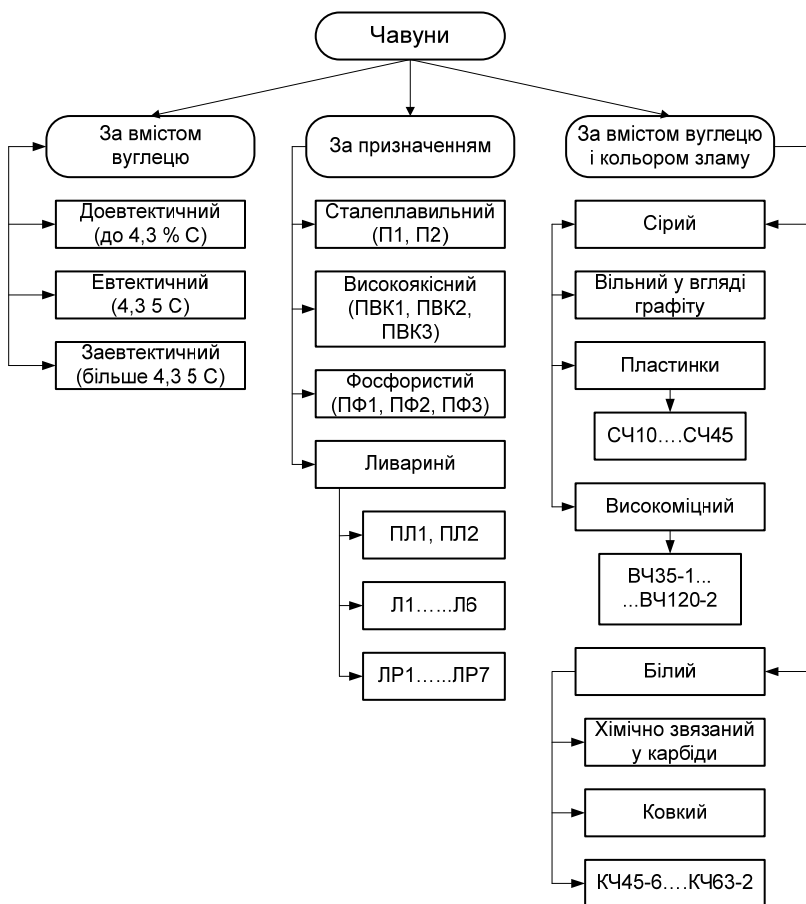 Чавуни
За вмістом
вуглецю
Доевтектичний
(до 4,3 % С)
Евтектичний
(4,3 5 С)
Заевтектичний
(більше 4,3 5 С)
За призначенням
Сталеплавильний
(П1, П2)
Високоякісний
(ПВК1, ПВК2,
ПВК3)
Фосфористий
(ПФ1, ПФ2, ПФ3)
Ливаринй
ПЛ1, ПЛ2
Л1…...Л6
ЛР1…...ЛР7
За вмістом вуглецю
і кольором зламу
Сірий
Вільний у вгляді
графіту
Пластинки
СЧ10….СЧ45
Високоміцний
ВЧ35-1...
...ВЧ120-2
Білий
Хімічно звязаний
у карбіди
Ковкий
КЧ45-6….КЧ63-2